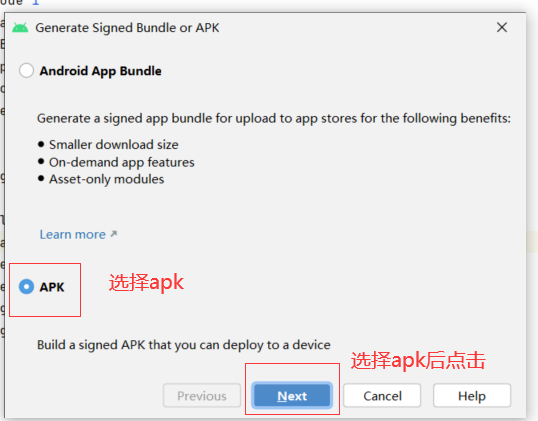 ode 1
Generate Signed Bundle or APK
Android App Bundle
Generate a signed app bundle for upload to app stores for the following benefits:
Smaller download size
On-demand app features
Asset-only modules
Learn more ↗
APK
选择apk
Build a signed APK that you can deploy to a device
选择apk后点击
Previous
Next
Cancel
Help